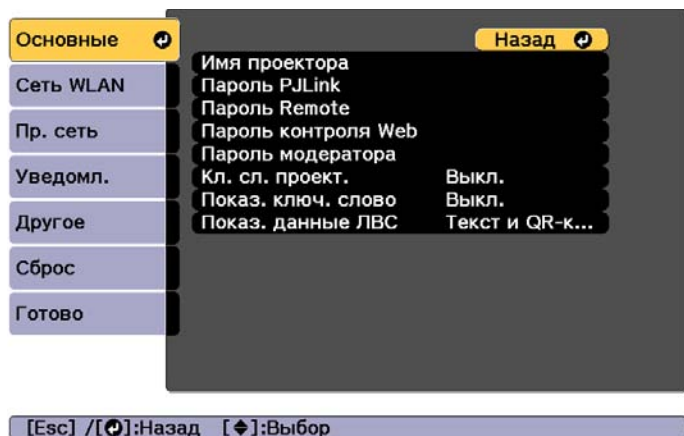 Основные
Сеть WLAN
Пр. сеть
Уведомл.
Другое
Сброс
Готово
Назад
Имя проектора
Пароль PJLink
Пароль Remote
Пароль контроля Web
Пароль модератора
Кл. сл. проект. Выкл.
Показ. ключ. слово Выкл.
Показ. данные ЛВС Текст и QR-к...
[Esc] /[]:Назад []:Выбор